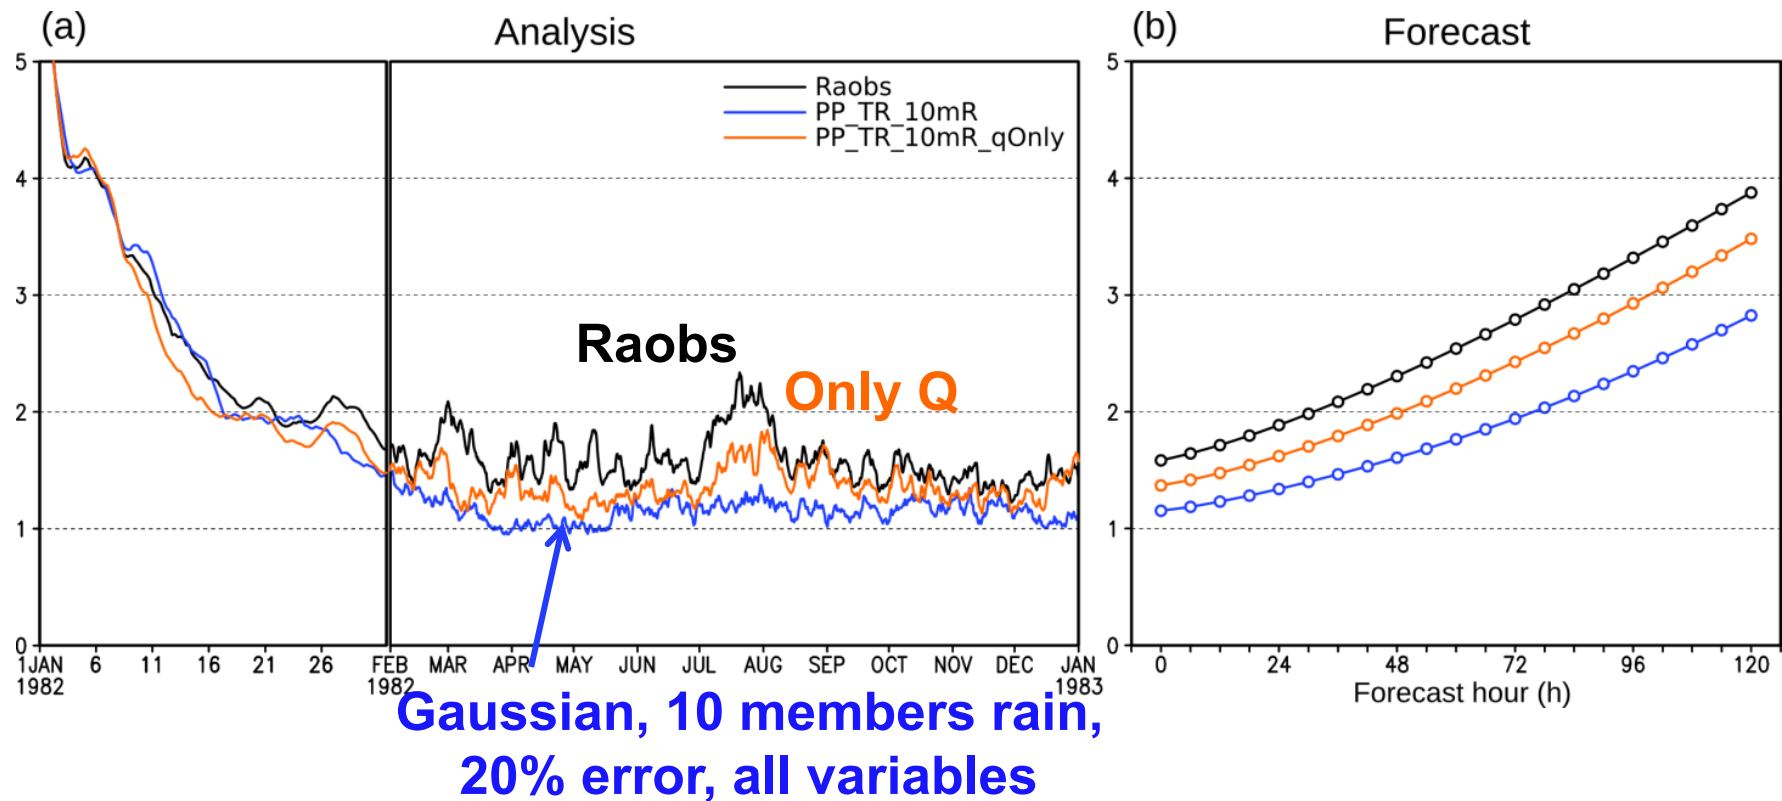 (a)
Analysis
(b)
Forecast
5
4
3
2
1
0
Raobs
PP_TR_10mR
PP_TR_10mR_qOnly
Raobs
Only Q
1JAN 6 11 16 21 26 FEB MAR APR MAY JUN JUL AUG SEP OCT NOV DEC JAN
1982 1982 1983
5
4
3
2
1
0
0 24 48 72 96 120
Forecast hour (h)
Gaussian, 10 members rain,
20% error, all variables